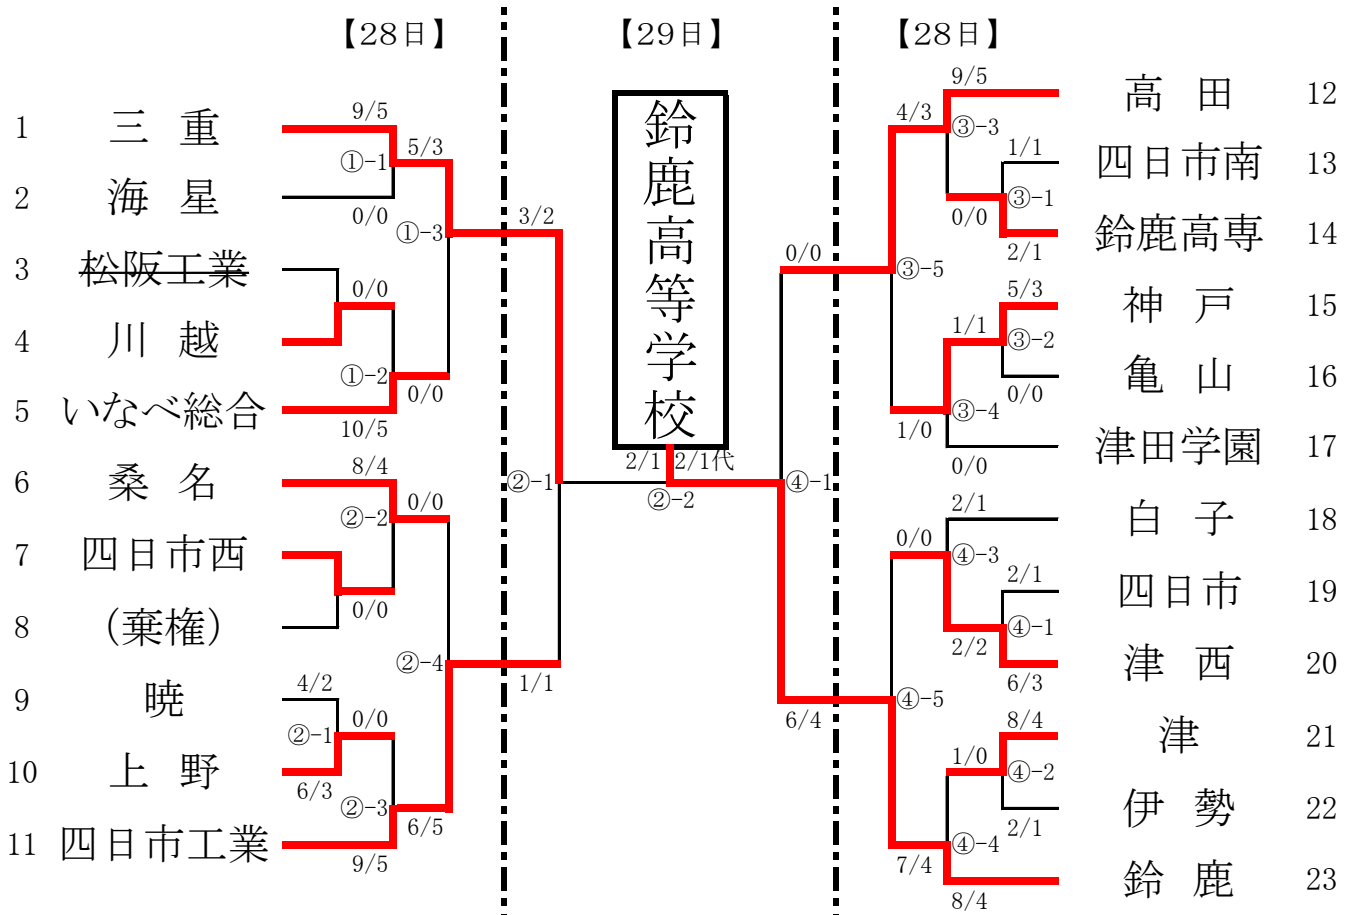 【28日】 【29日】 【28日】
鈴鹿高等学校
2/1 2/1代
②-2
②-1
④-1
3/2
1/1
0/0
6/4
1 三重 9/5
①-1 5/3
2 海星 0/0
①-3
3 松阪工業
0/0
4 川越
①-2 0/0
5 いなべ総合 10/5
6 桑名 8/4
②-2 0/0
7 四日市西
0/0
8 （棄権）
②-4
9 暁 4/2
②-1 0/0
10 上野 6/3
②-3 6/5
11 四日市工業 9/5
9/5 高田 12
4/3 ③-3
1/1 四日市南 13
③-1
0/0
2/1 鈴鹿高専 14
③-5
5/3 神戸 15
1/1 ③-2
0/0 亀山 16
1/0 ③-4
0/0 津田学園 17
2/1 白子 18
0/0 ④-3
2/1 四日市 19
④-1
2/2
6/3 津西 20
④-5
8/4 津 21
1/0 ④-2
2/1 伊勢 22
7/4 ④-4
8/4 鈴鹿 23